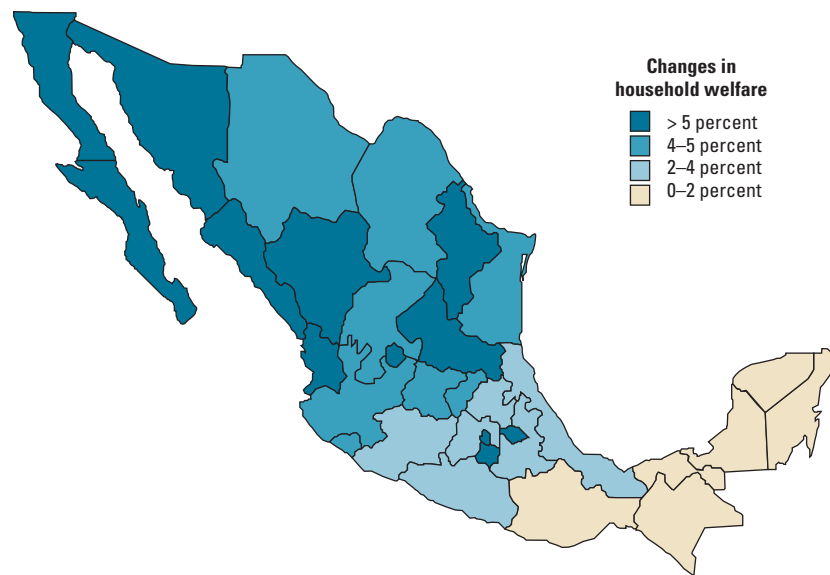 Changes in
household welfare
> 5 percent
4–5 percent
2–4 percent
0–2 percent